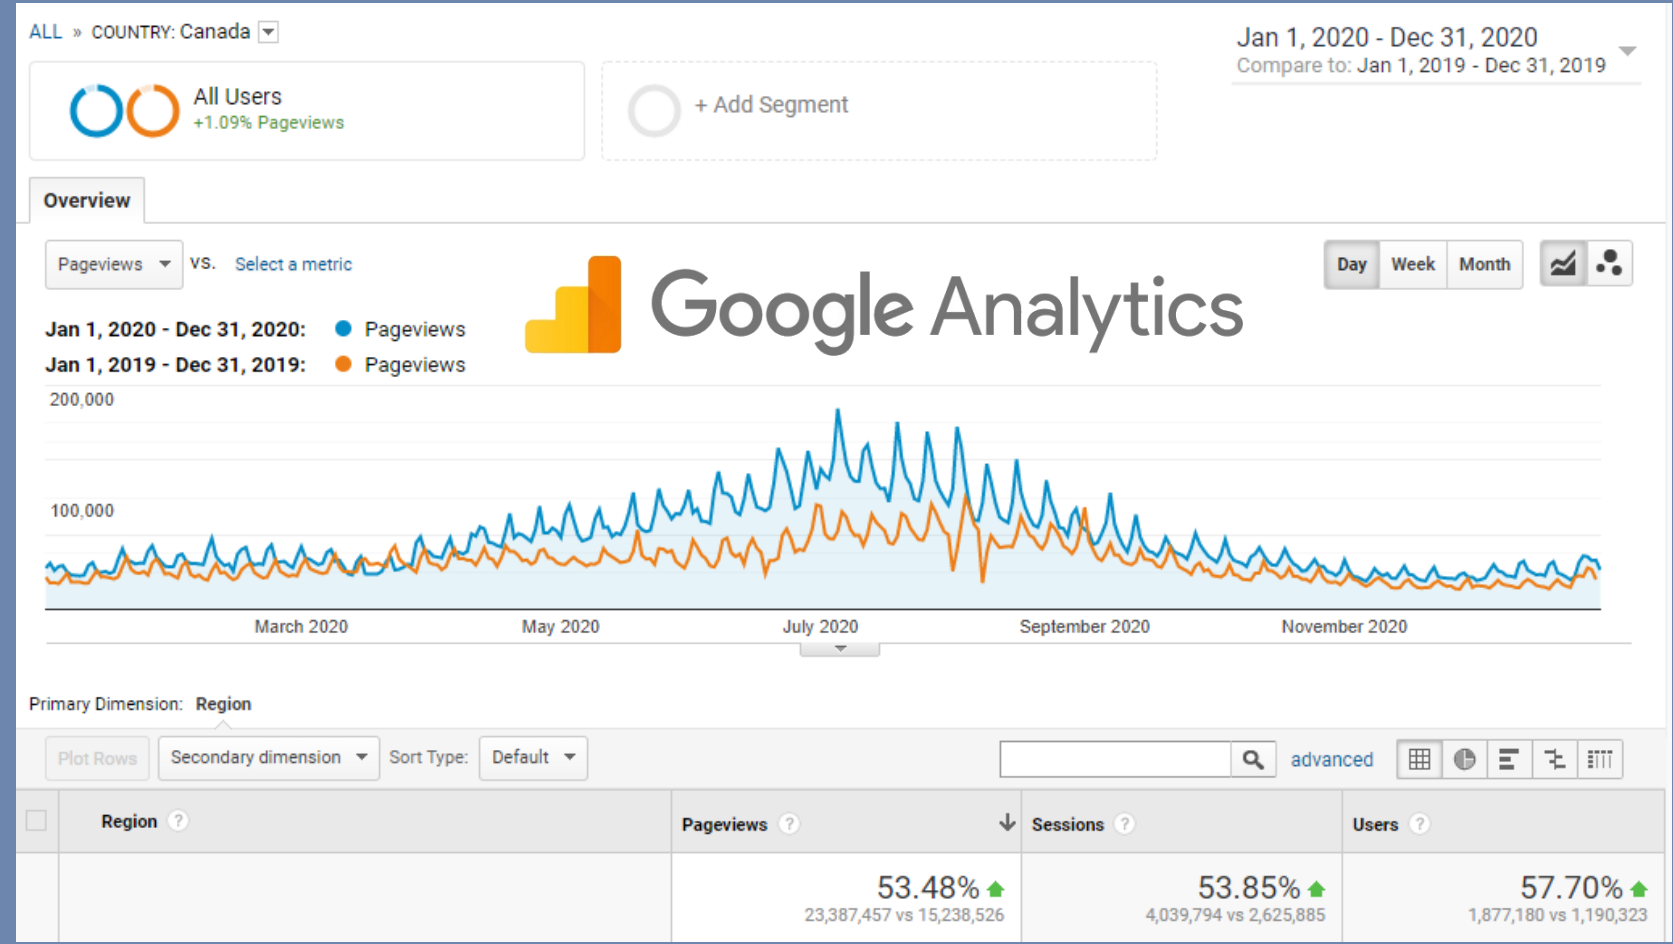 ALL » COUNTRY: Canada
Jan 1, 2020 - Dec 31, 2020
Compare to: Jan 1, 2019 - Dec 31, 2019
All Users
+1.09% Pageviews
+ Add Segment
Overview
Pageviews VS. Select a metric
Google Analytics
Day Week Month
Jan 1, 2020 - Dec 31, 2020: Pageviews
Jan 1, 2019 - Dec 31, 2019: Pageviews
200,000
100,000
March 2020 May 2020 July 2020 September 2020 November 2020
Primary Dimension: Region
Plot Rows Secondary dimension Sort Type: Default advanced
Region ? Pageviews ? Sessions ? Users ?
53.48% 53.85% 57.70%
23,387,457 vs 15,238,526 4,039,794 vs 2,625,885 1,877,180 vs 1,190,323